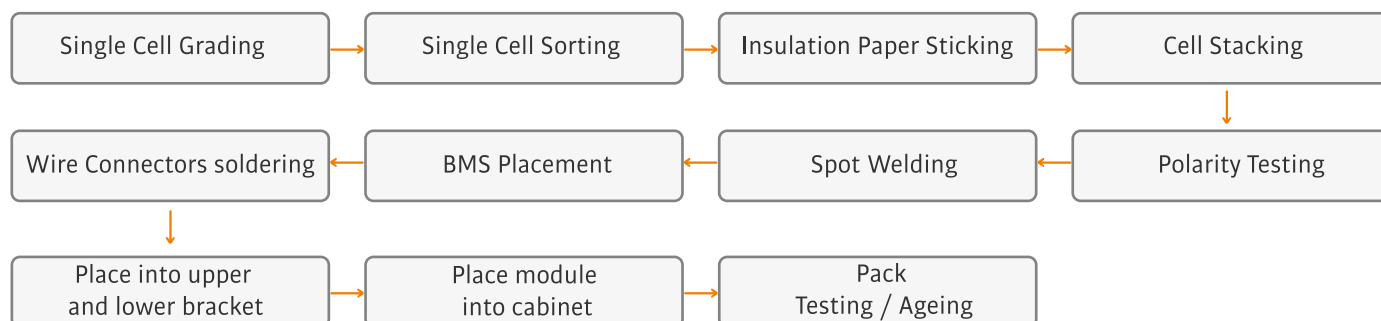 Single Cell Grading
Single Cell Sorting
Insulation Paper Sticking
Cell Stacking
Polarity Testing
Spot Welding
BMS Placement
Wire Connectors soldering
Place into upper
and lower bracket
Place module
into cabinet
Pack
Testing / Ageing